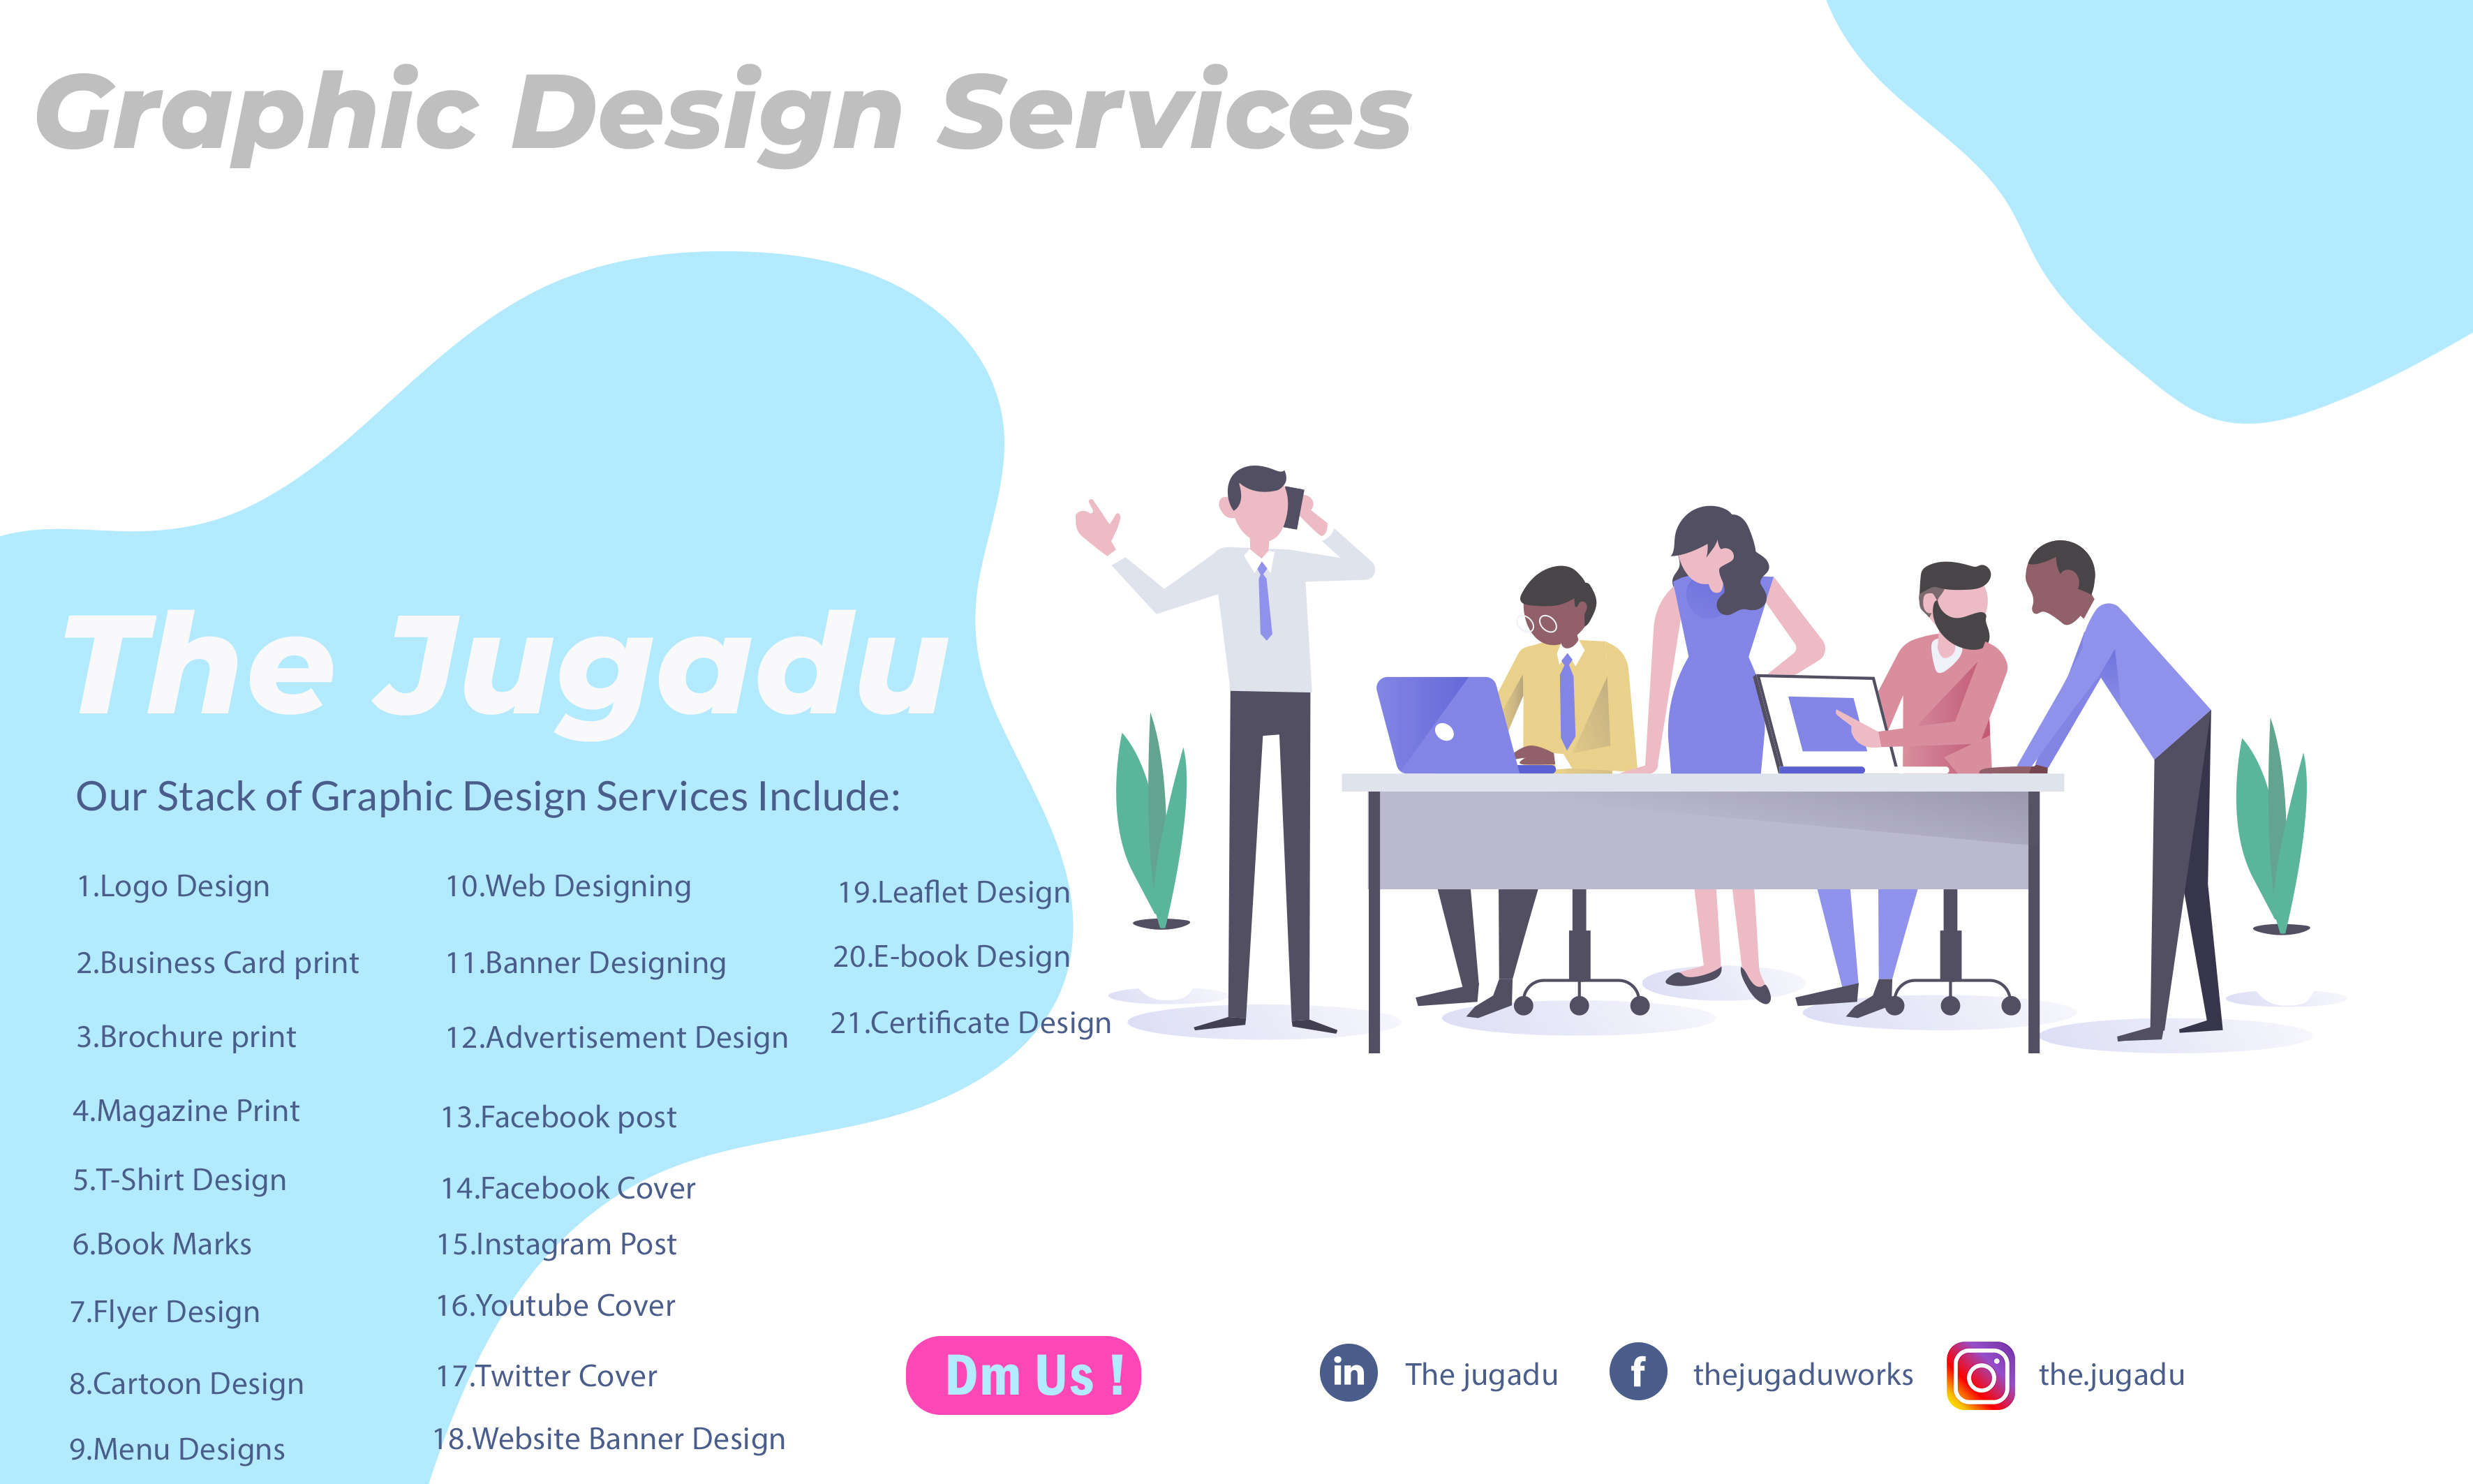 Graphic Design Services
The Jugadu
Our Stack of Graphic Design Services Include:
1.Logo Design
2.Business Card print
3.Brochure print
4.Magazine Print
5.T-Shirt Design
6.Book Marks
7.Flyer Design
8.Cartoon Design
9.Menu Designs
10.Web Designing
11.Banner Designing
12.Advertisement Design
13.Facebook post
14.Facebook Cover
15.Instagram Post
16.Youtube Cover
17.Twitter Cover
18.Website Banner Design
19.Leaflet Design
20.E-book Design
21.Certificate Design
Dm Us !
in The jugadu
f thejugaduworks
the.jugadu